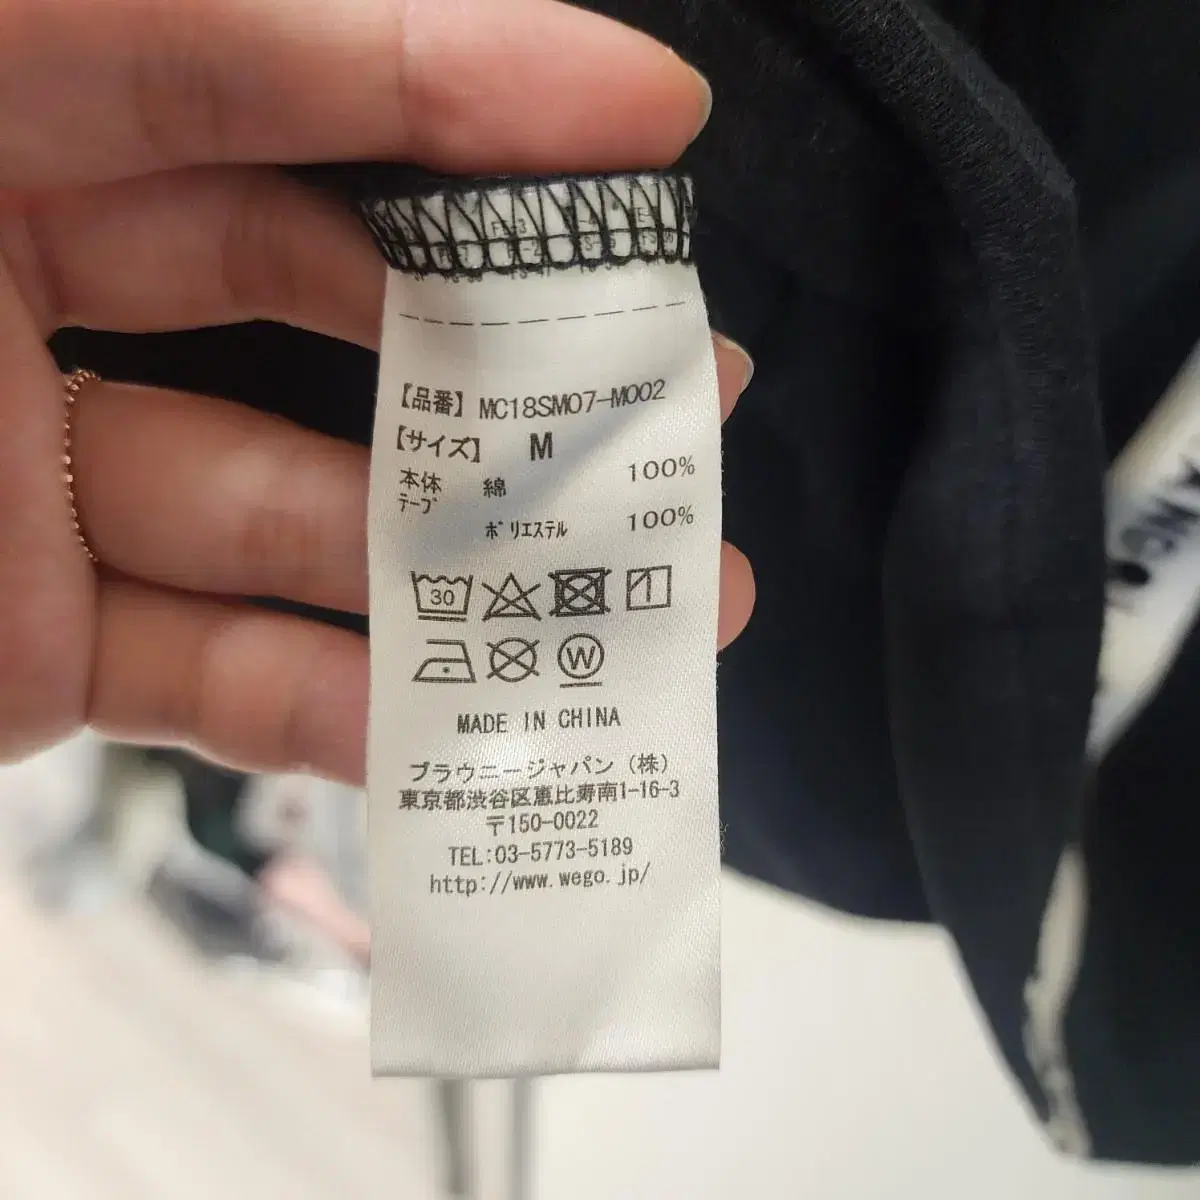 【品番】 MC18SM07-M002
【サイズ】 M
本体 綿 100%
テープ ポリエステル 100%
30
W
MADE IN CHINA
ブラウニージャパン (株)
東京都渋谷区恵比寿南1-16-3
〒150-0022
TEL:03-5773-5189
http://www.wego.jp/